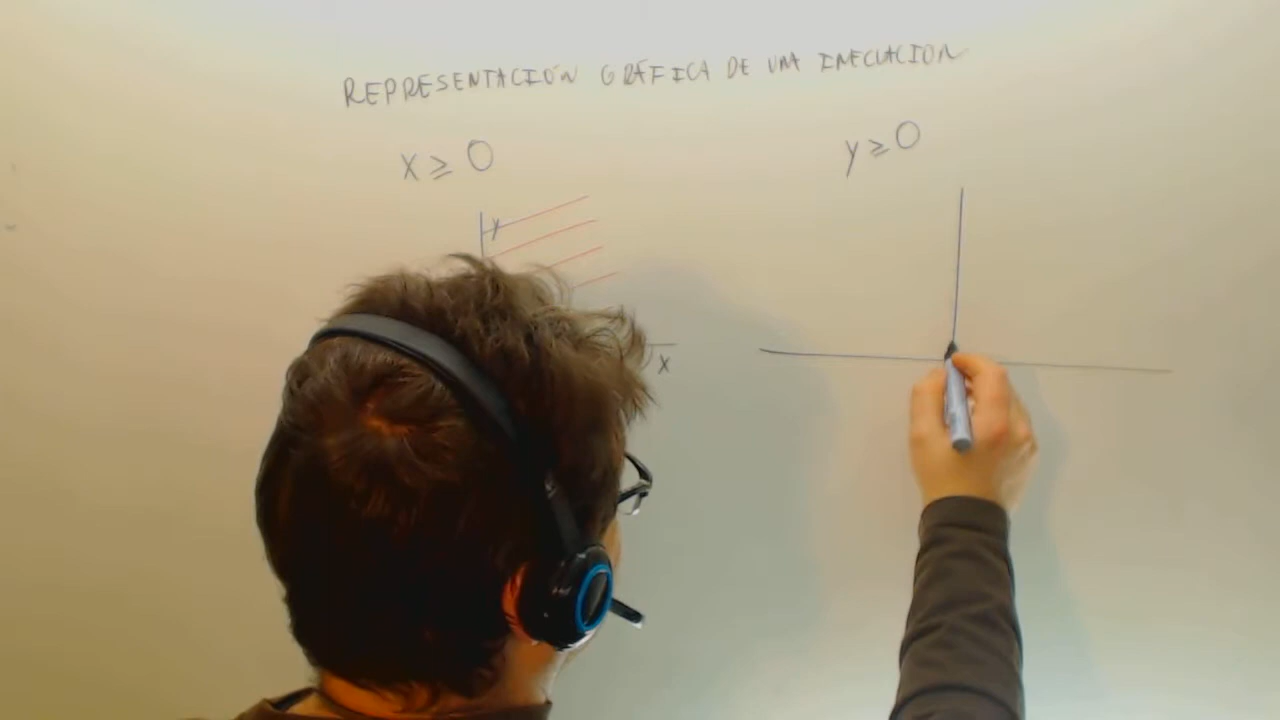 REPRESENTACIÓN GRÁFICA DE UNA INECUACIÓN
x ≥ 0
y ≥ 0
y
x